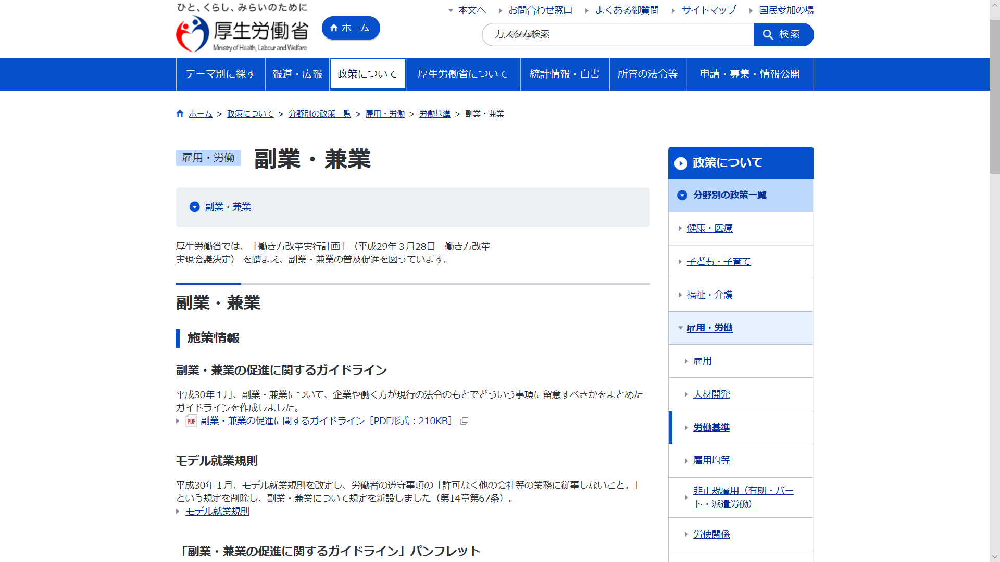 ひと、くらし、みらいのために
厚生労働省
Ministry of Health, Labour and Welfare
ホーム
本文へ お問合わせ窓口 よくある御質問 サイトマップ 国民参加の場
カスタム検索
検索
テーマ別に探す 報道・広報 政策について 厚生労働省について 統計情報・白書 所管の法令等 申請・募集・情報公開
ホーム > 政策について > 分野別の政策一覧 > 雇用・労働 > 労働基準 > 副業・兼業
雇用・労働 副業・兼業
副業・兼業
厚生労働省では、「働き方改革実行計画」（平成29年３月28日　働き方改革
実現会議決定） を踏まえ、副業・兼業の普及促進を図っています。
副業・兼業
施策情報
副業・兼業の促進に関するガイドライン
平成30年１月、副業・兼業について、企業や働く方が現行の法令のもとでどういう事項に留意すべきかをまとめた
ガイドラインを作成しました。
PDF 副業・兼業の促進に関するガイドライン［PDF形式：210KB］
モデル就業規則
平成30年１月、モデル就業規則を改定し、労働者の遵守事項の「許可なく他の会社等の業務に従事しないこと。」
という規定を削除し、副業・兼業について規定を新設しました（第14章第67条）。
モデル就業規則
「副業・兼業の促進に関するガイドライン」パンフレット
政策について
分野別の政策一覧
健康・医療
子ども・子育て
福祉・介護
雇用・労働
雇用
人材開発
労働基準
雇用均等
非正規雇用（有期・パー
ト・派遣労働）
労使関係